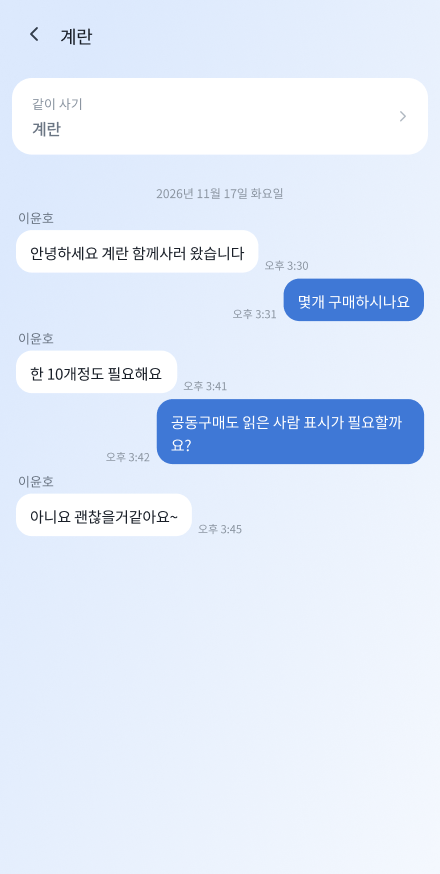 계란
같이 사기
계란
2026년 11월 17일 화요일
이윤호
안녕하세요 계란 함께사러 왔습니다
오후 3:30
몇개 구매하시나요
오후 3:31
이윤호
한 10개정도 필요해요
오후 3:41
공동구매도 읽은 사람 표시가 필요할까
요?
오후 3:42
이윤호
아니요 괜찮을거같아요~
오후 3:45